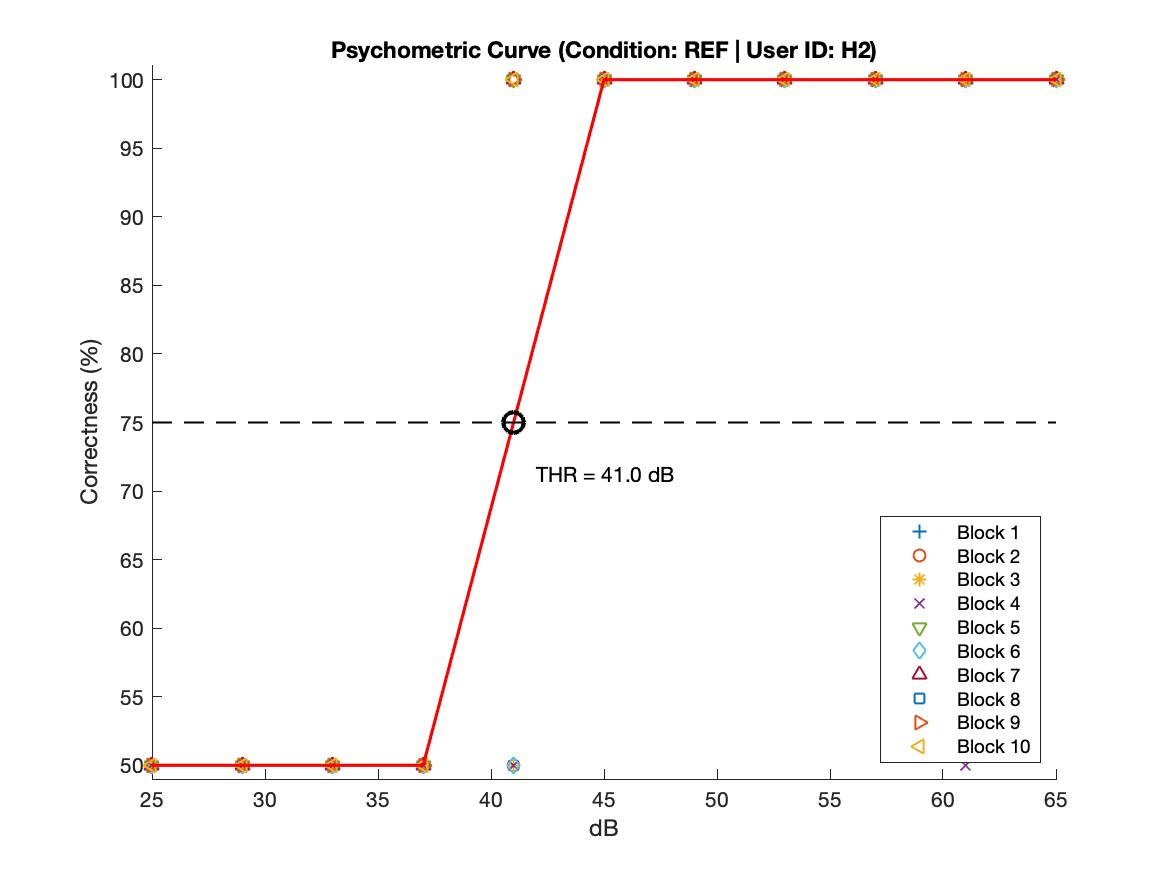 Psychometric Curve (Condition: REF | User ID: H2)
100
95
90
85
80
75
70
65
60
55
50
Correctness (%)
THR = 41.0 dB
Block 1
Block 2
Block 3
Block 4
Block 5
Block 6
Block 7
Block 8
Block 9
Block 10
25 30 35 40 45 50 55 60 65
dB